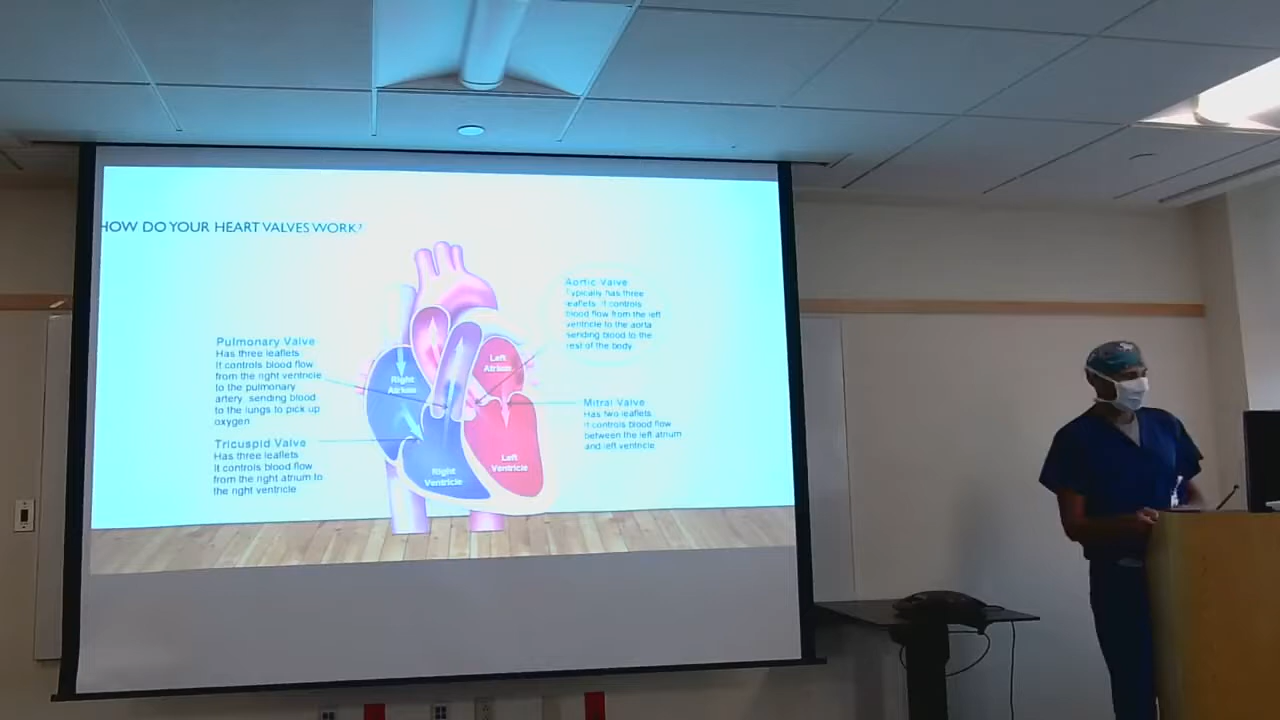 HOW DO YOUR HEART VALVES WORK?
Aortic Valve
Typically has three
leaflets. It controls
blood flow from the left
ventricle to the aorta
sending blood to the
rest of the body.
Pulmonary Valve
Has three leaflets
It controls blood flow
from the right ventricle
to the pulmonary
artery sending blood
to the lungs to pick up
oxygen
Left
Atrium
Right
Atrium
Mitral Valve
Has two leaflets.
It controls blood flow
between the left atrium
and left ventricle
Tricuspid Valve
Has three leaflets
It controls blood flow
from the right atrium to
the right ventricle
Left
Ventricle
Right
Ventricle